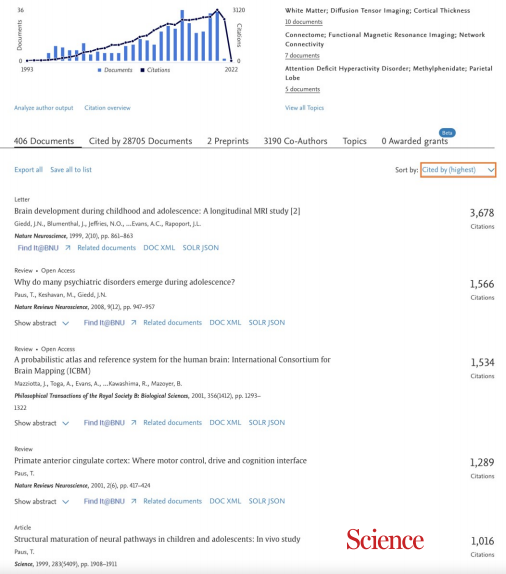 36
0
Documents
3120
0
Citations
1993
2022
Documents
Citations
White Matter; Diffusion Tensor Imaging; Cortical Thickness
10 documents
Connectome; Functional Magnetic Resonance Imaging; Network
Connectivity
7 documents
Attention Deficit Hyperactivity Disorder; Methylphenidate; Parietal
Lobe
5 documents
Analyze author output Citation overview
View all Topics
Beta
406 Documents Cited by 28705 Documents 2 Preprints 3190 Co-Authors Topics 0 Awarded grants
Export all Save all to list
Sort by: Cited by (highest)
Letter
Brain development during childhood and adolescence: A longitudinal MRI study [2]
3,678
Giedd, J.N., Blumenthal, J., Jeffries, N.O., ...Evans, A.C., Rapoport, J.L.
Citations
Nature Neuroscience, 1999, 2(10), pp. 861–863
Find It@BNU Related documents DOC XML SOLR JSON
Review • Open Access
Why do many psychiatric disorders emerge during adolescence?
1,566
Paus, T., Keshavan, M., Giedd, J.N.
Citations
Nature Reviews Neuroscience, 2008, 9(12), pp. 947–957
Show abstract Find It@BNU Related documents DOC XML SOLR JSON
Review • Open Access
A probabilistic atlas and reference system for the human brain: International Consortium for
Brain Mapping (ICBM)
1,534
Citations
Mazziotta, J., Toga, A., Evans, A., ...Kawashima, R., Mazoyer, B.
Philosophical Transactions of the Royal Society B: Biological Sciences, 2001, 356(1412), pp. 1293–
1322
Show abstract Find It@BNU Related documents DOC XML SOLR JSON
Review
Primate anterior cingulate cortex: Where motor control, drive and cognition interface
1,289
Paus, T.
Citations
Nature Reviews Neuroscience, 2001, 2(6), pp. 417–424
Show abstract Find It@BNU Related documents DOC XML SOLR JSON
Article
Structural maturation of neural pathways in children and adolescents: In vivo study
Science
1,016
Paus, T.
Citations
Science, 1999, 283(5409), pp. 1908–1911